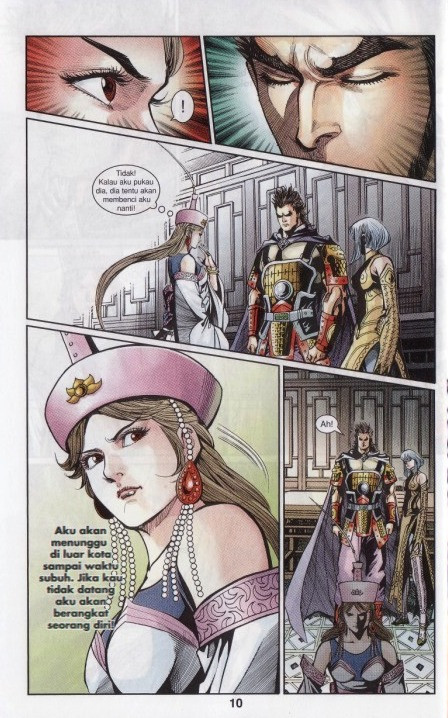 !
Tidak!
Kalau aku pukau
dia, dia tentu akan
membenci aku
nanti!
Aku akan
menunggu
di luar kota
sampai waktu
subuh. Jika kau
tidak datang
aku akan
berangkat
seorang diri!
Ah!
10